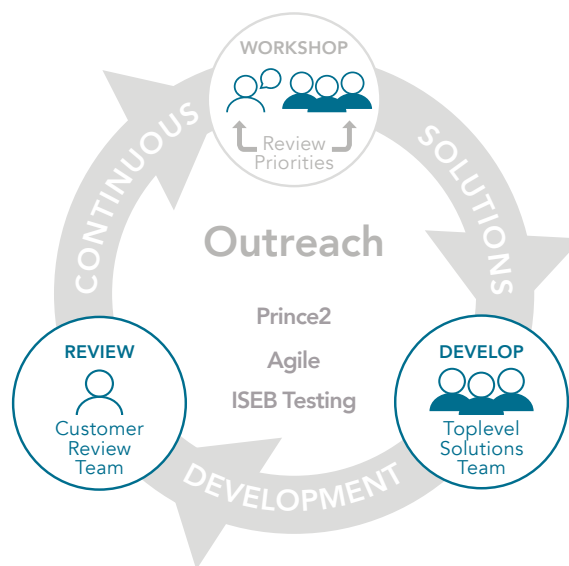 WORKSHOP
Review
Priorities
CONTINUOUS
SOLUTIONS
Outreach
Prince2
Agile
ISEB Testing
REVIEW
Customer
Review
Team
DEVELOP
Toplevel
Solutions
Team
DEVELOPMENT